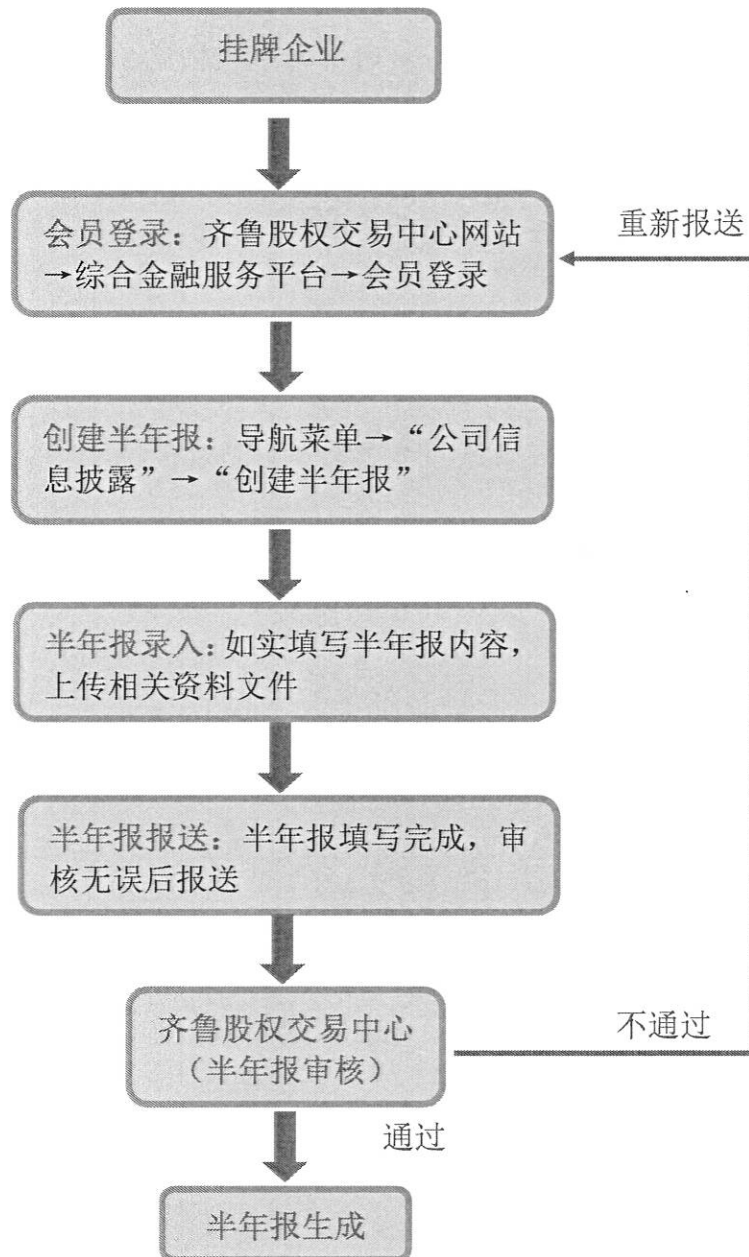 挂牌企业
会员登录：齐鲁股权交易中心网站
→综合金融服务平台→会员登录
重新报送
创建半年报：导航菜单→“公司信
息披露”→“创建半年报”
半年报录入：如实填写半年报内容，
上传相关资料文件
半年报报送：半年报填写完成，审
核无误后报送
齐鲁股权交易中心
（半年报审核）
不通过
通过
半年报生成